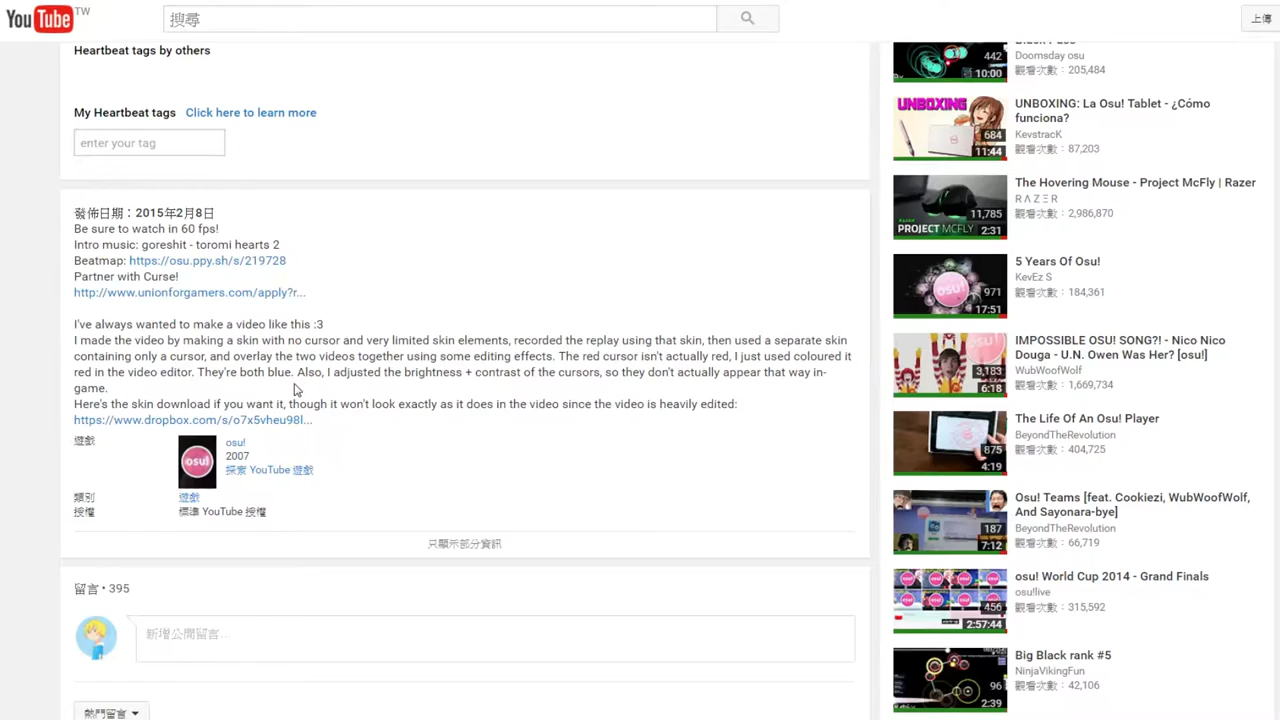 YouTube TW
搜尋
上傳
Heartbeat tags by others
My Heartbeat tags Click here to learn more
enter your tag
發佈日期：2015年2月8日
Be sure to watch in 60 fps!
Intro music: goreshit - toromi hearts 2
Beatmap: https://osu.ppy.sh/s/219728
Partner with Curse!
http://www.unionforgamers.com/apply?r...
I've always wanted to make a video like this :3
I made the video by making a skin with no cursor and very limited skin elements, recorded the replay using that skin, then used a separate skin
containing only a cursor, and overlay the two videos together using some editing effects. The red cursor isn't actually red, I just used coloured it
red in the video editor. They're both blue. Also, I adjusted the brightness + contrast of the cursors, so they don't actually appear that way in-
game.
Here's the skin download if you want it, though it won't look exactly as it does in the video since the video is heavily edited:
https://www.dropbox.com/s/o7x5vheu98l...
遊戲
osu!
osu!
2007
探索 YouTube 遊戲
類別 遊戲
授權 標準 YouTube 授權
只顯示部分資訊
留言 • 395
新增公開留言...
熱門留言
442
10:00
Doomsday osu
觀看次數：205,484
UNBOXING
684
11:44
UNBOXING: La Osu! Tablet - ¿Cómo
funciona?
KevstracK
觀看次數：87,203
11,785
PROJECT MCFLY
2:31
The Hovering Mouse - Project McFly | Razer
R Λ Z Ξ R
觀看次數：2,986,870
osu!
971
17:51
5 Years Of Osu!
KevEz S
觀看次數：184,361
3,183
6:18
IMPOSSIBLE OSU! SONG?! - Nico Nico
Douga - U.N. Owen Was Her? [osu!]
WubWoofWolf
觀看次數：1,669,734
875
4:19
The Life Of An Osu! Player
BeyondTheRevolution
觀看次數：404,725
187
7:12
Osu! Teams [feat. Cookiezi, WubWoofWolf,
And Sayonara-bye]
BeyondTheRevolution
觀看次數：66,719
456
2:57:44
osu! World Cup 2014 - Grand Finals
osu!live
觀看次數：315,592
96
2:39
Big Black rank #5
NinjaVikingFun
觀看次數：42,106